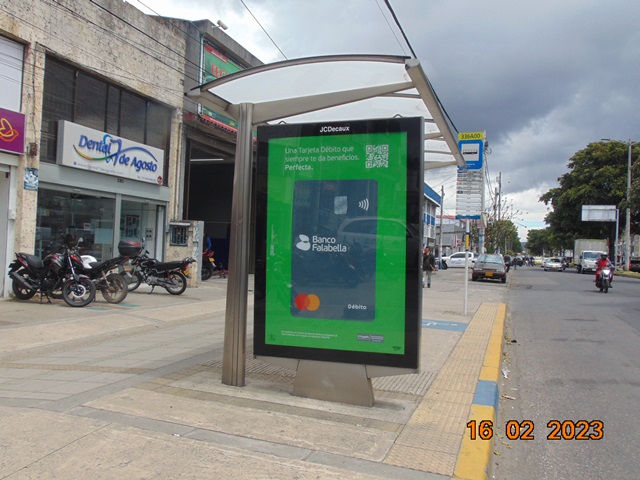 JCDecaux
Una Tarjeta Débito que
siempre te da beneficios.
Perfecta.
Banco
Falabella
Débito
Dental
de Agosto
16 02 2023